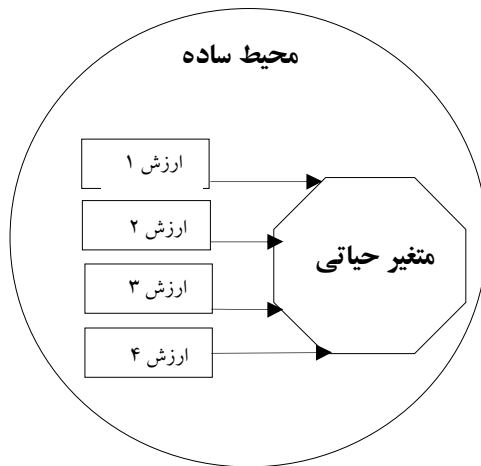 محیط ساده
ارزش ۱
ارزش ۲
ارزش ۳
ارزش ۴
متغیر حیاتی